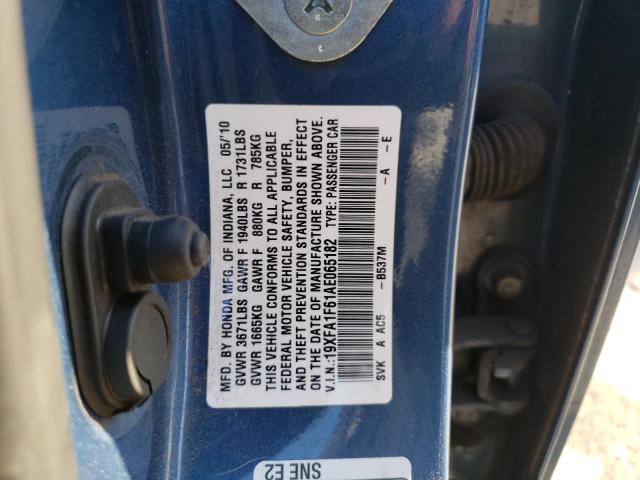 MFD. BY HONDA MFG. OF INDIANA, LLC 05/'10
GVWR 3671LBS GAWR F 1940LBS R 1731LBS
GVWR 1665KG GAWR F 880KG R 785KG
THIS VEHICLE CONFORMS TO ALL APPLICABLE
FEDERAL MOTOR VEHICLE SAFETY, BUMPER,
AND THEFT PREVENTION STANDARDS IN EFFECT
ON THE DATE OF MANUFACTURE SHOWN ABOVE.
V.I.N.:19XFA1F61AE065182 TYPE: PASSENGER CAR
SVK A AC5 -B537M -A -E
SNE E2